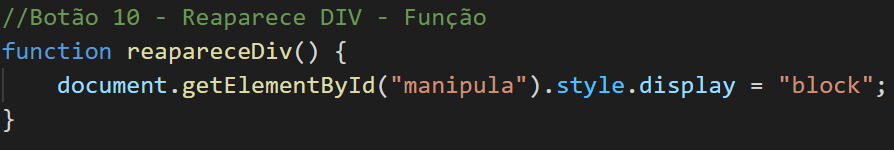 //Botão 10 - Reaparece DIV - Função
function reapareceDiv() {
    document.getElementById("manipula").style.display = "block";
}